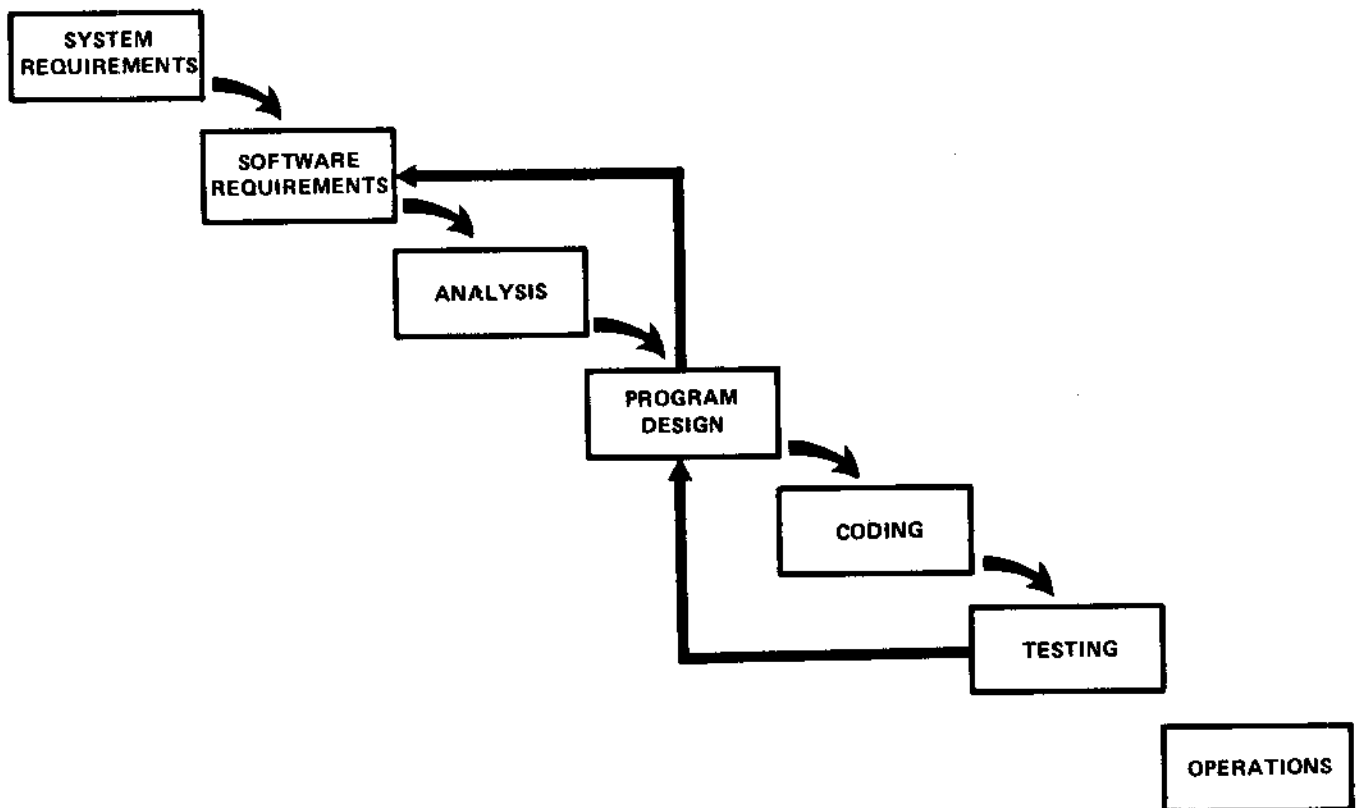 SYSTEM
REQUIREMENTS
SOFTWARE
REQUIREMENTS
ANALYSIS
PROGRAM
DESIGN
CODING
TESTING
OPERATIONS